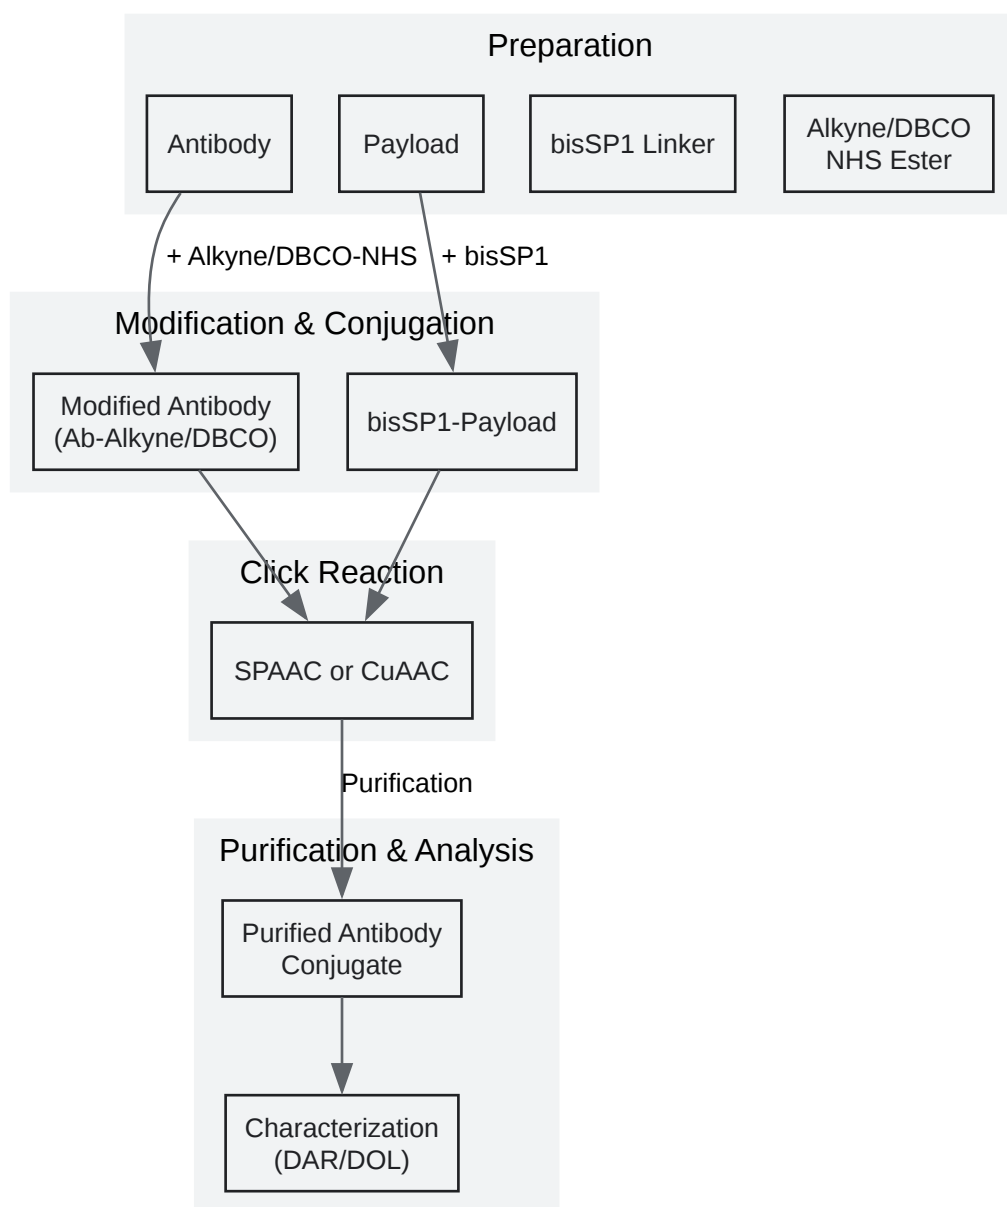 Preparation
Antibody
Payload
bisSP1 Linker
Alkyne/DBCO
NHS Ester
+ Alkyne/DBCO-NHS
+ bisSP1
Modification & Conjugation
Modified Antibody
(Ab-Alkyne/DBCO)
bisSP1-Payload
Click Reaction
SPAAC or CuAAC
Purification
Purification & Analysis
Purified Antibody
Conjugate
Characterization
(DAR/DOL)